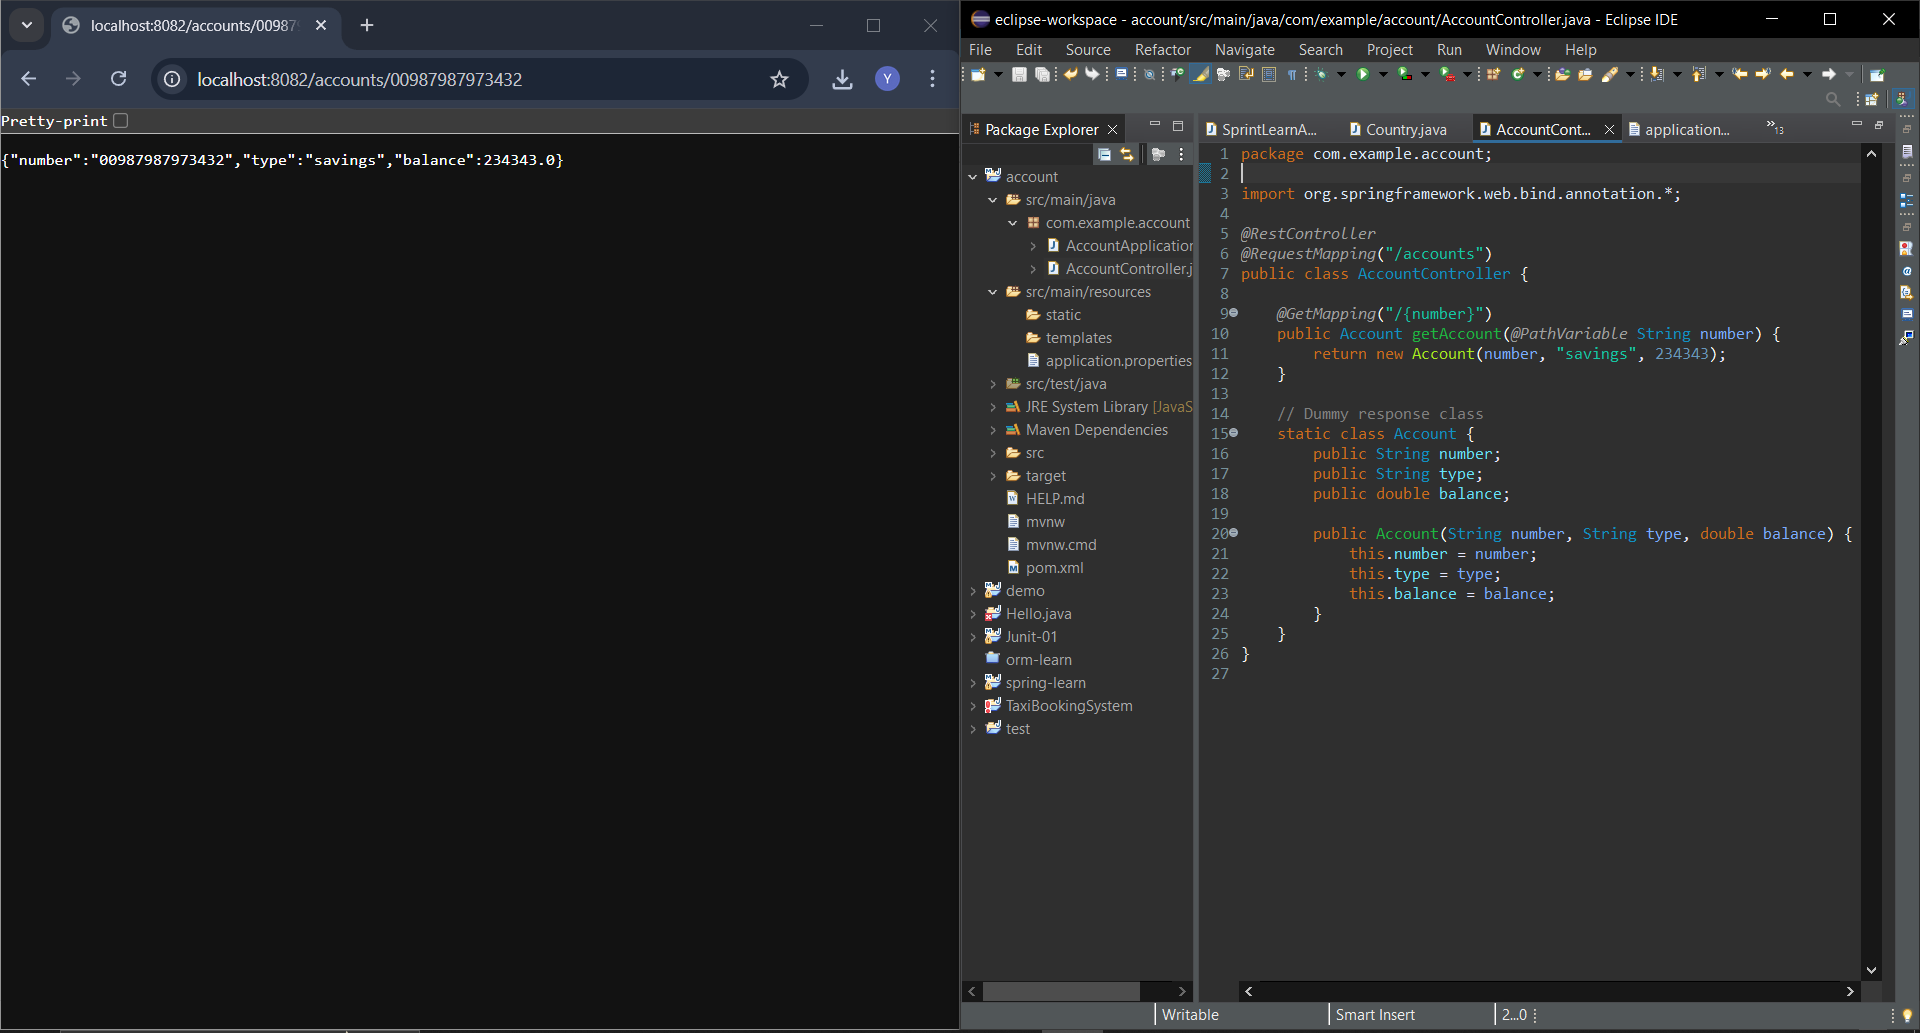 localhost:8082/accounts/00987
localhost:8082/accounts/00987987973432
Y
Pretty-print
{"number":"00987987973432","type":"savings","balance":234343.0}
eclipse-workspace - account/src/main/java/com/example/account/AccountController.java - Eclipse IDE
File Edit Source Refactor Navigate Search Project Run Window Help
Package Explorer
account
src/main/java
com.example.account
AccountApplication
AccountController.j
src/main/resources
static
templates
application.properties
src/test/java
JRE System Library [JavaS
Maven Dependencies
src
target
HELP.md
mvnw
mvnw.cmd
pom.xml
demo
Hello.java
Junit-01
orm-learn
spring-learn
TaxiBookingSystem
test
SprintLearnA... Country.java AccountCont... application... »13
1 package com.example.account;
2
3 import org.springframework.web.bind.annotation.*;
4
5 @RestController
6 @RequestMapping("/accounts")
7 public class AccountController {
8
9 @GetMapping("/{number}")
10 public Account getAccount(@PathVariable String number) {
11 return new Account(number, "savings", 234343);
12 }
13
14 // Dummy response class
15 static class Account {
16 public String number;
17 public String type;
18 public double balance;
19
20 public Account(String number, String type, double balance) {
21 this.number = number;
22 this.type = type;
23 this.balance = balance;
24 }
25 }
26 }
27
Writable Smart Insert 2...0